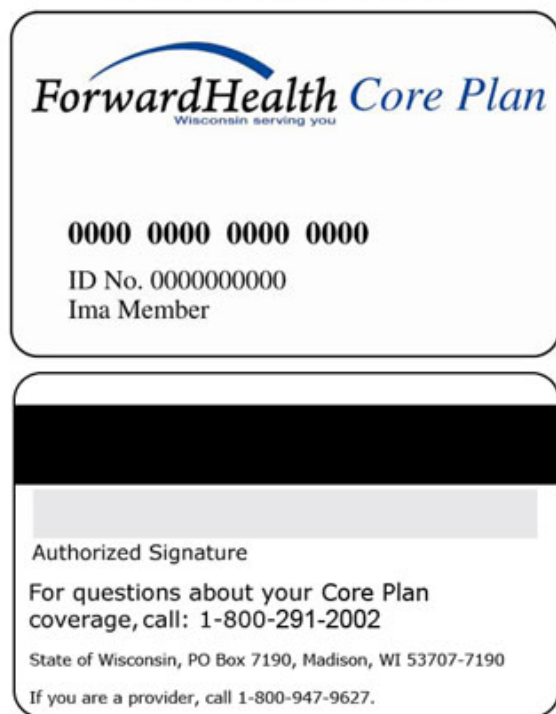 ForwardHealth Core Plan
Wisconsin serving you
0000 0000 0000 0000
ID No. 0000000000
Ima Member
Authorized Signature
For questions about your Core Plan
coverage, call: 1-800-291-2002
State of Wisconsin, PO Box 7190, Madison, WI 53707-7190
If you are a provider, call 1-800-947-9627.